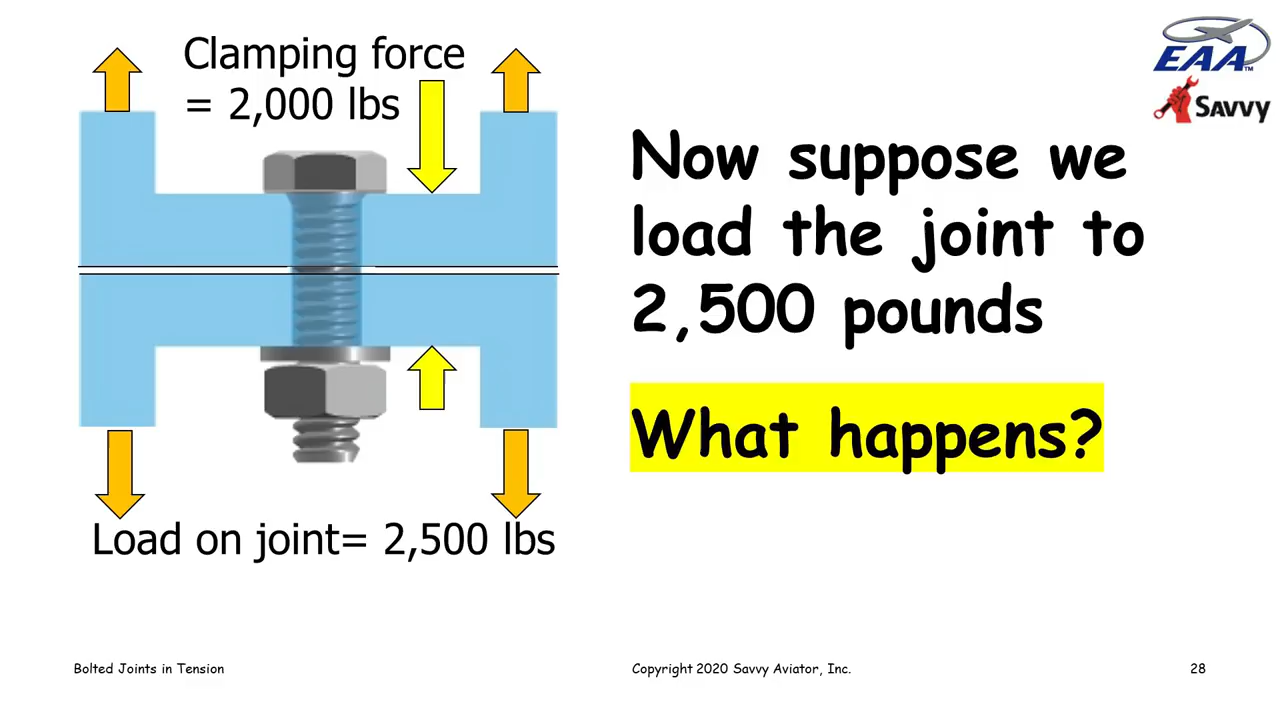 Clamping force
= 2,000 lbs
Load on joint= 2,500 lbs
EAA™
Savvy
Now suppose we
load the joint to
2,500 pounds
What happens?
Bolted Joints in Tension
Copyright 2020 Savvy Aviator, Inc.
28